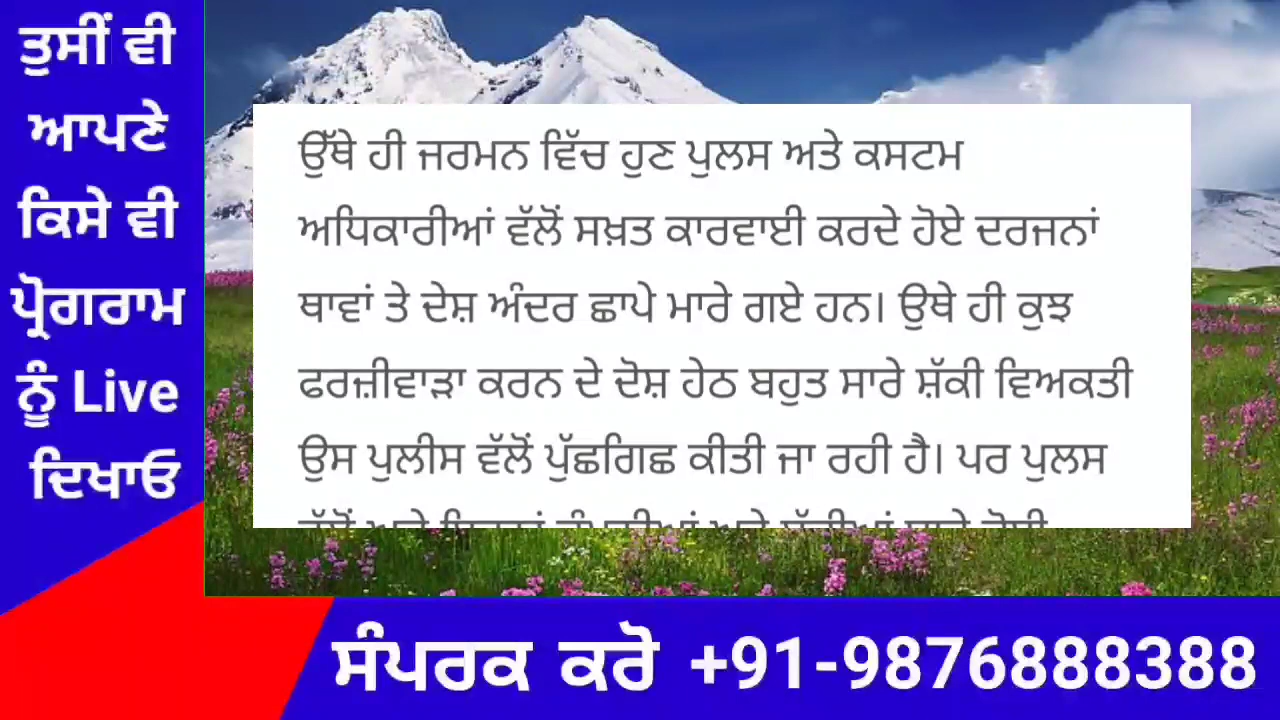 ਤੁਸੀਂ ਵੀ
ਆਪਣੇ
ਕਿਸੇ ਵੀ
ਪ੍ਰੋਗਰਾਮ
ਨੂੰ Live
ਦਿਖਾਓ
ਉੱਥੇ ਹੀ ਜਰਮਨ ਵਿੱਚ ਹੁਣ ਪੁਲਸ ਅਤੇ ਕਸਟਮ
ਅਧਿਕਾਰੀਆਂ ਵੱਲੋਂ ਸਖ਼ਤ ਕਾਰਵਾਈ ਕਰਦੇ ਹੋਏ ਦਰਜਨਾਂ
ਥਾਵਾਂ ਤੇ ਦੇਸ਼ ਅੰਦਰ ਛਾਪੇ ਮਾਰੇ ਗਏ ਹਨ। ਉਥੇ ਹੀ ਕੁਝ
ਫਰਜ਼ੀਵਾੜਾ ਕਰਨ ਦੇ ਦੋਸ਼ ਹੇਠ ਬਹੁਤ ਸਾਰੇ ਸ਼ੱਕੀ ਵਿਅਕਤੀ
ਉਸ ਪੁਲੀਸ ਵੱਲੋਂ ਪੁੱਛਗਿਛ ਕੀਤੀ ਜਾ ਰਹੀ ਹੈ। ਪਰ ਪੁਲਸ
ਸੰਪਰਕ ਕਰੋ +91-9876888388